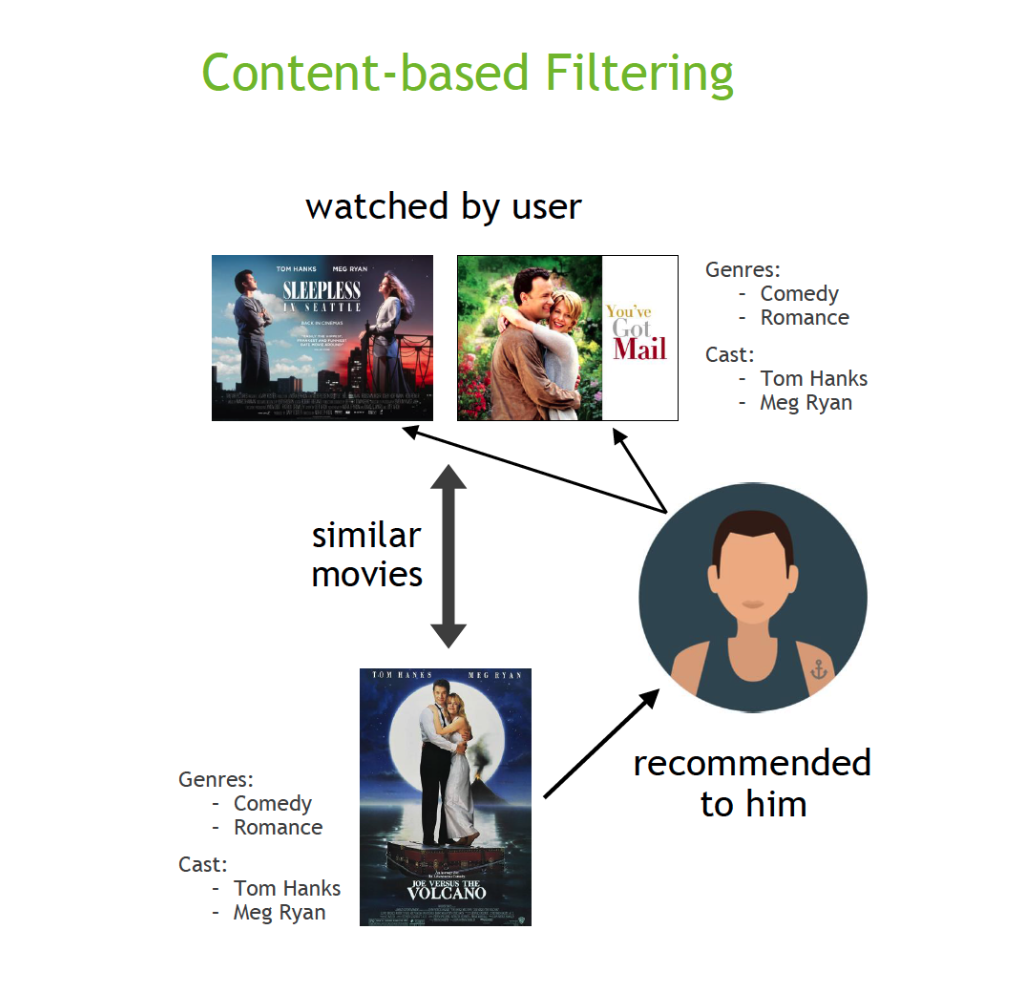 Content-based Filtering
watched by user
TOM HANKS MEG RYAN
SLEEPLESS
IN SEATTLE
BACK IN CINEMAS
You've
Got
Mail
Genres:
- Comedy
- Romance
Cast:
- Tom Hanks
- Meg Ryan
similar
movies
recommended
to him
Genres:
- Comedy
- Romance
Cast:
- Tom Hanks
- Meg Ryan
TOM HANKS MEG RYAN
JOE VERSUS THE
VOLCANO